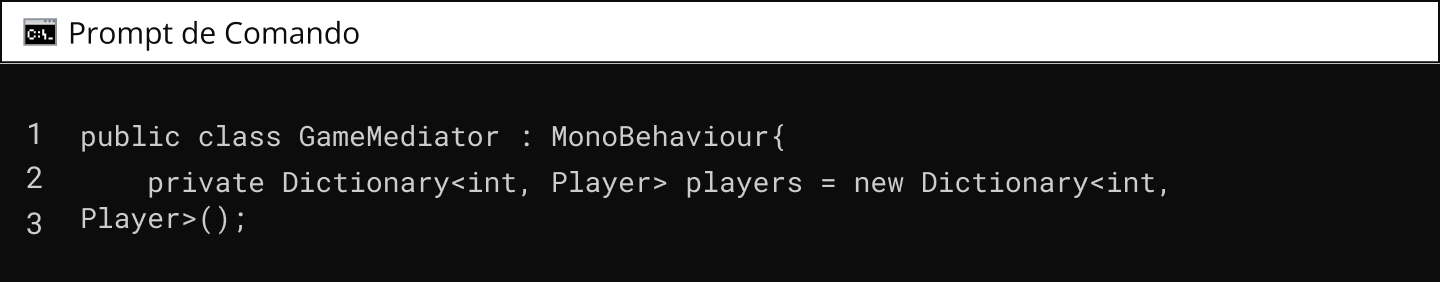 C:\_
Prompt de Comando
1 public class GameMediator : MonoBehaviour{
2 private Dictionary<int, Player> players = new Dictionary<int,
3 Player>();